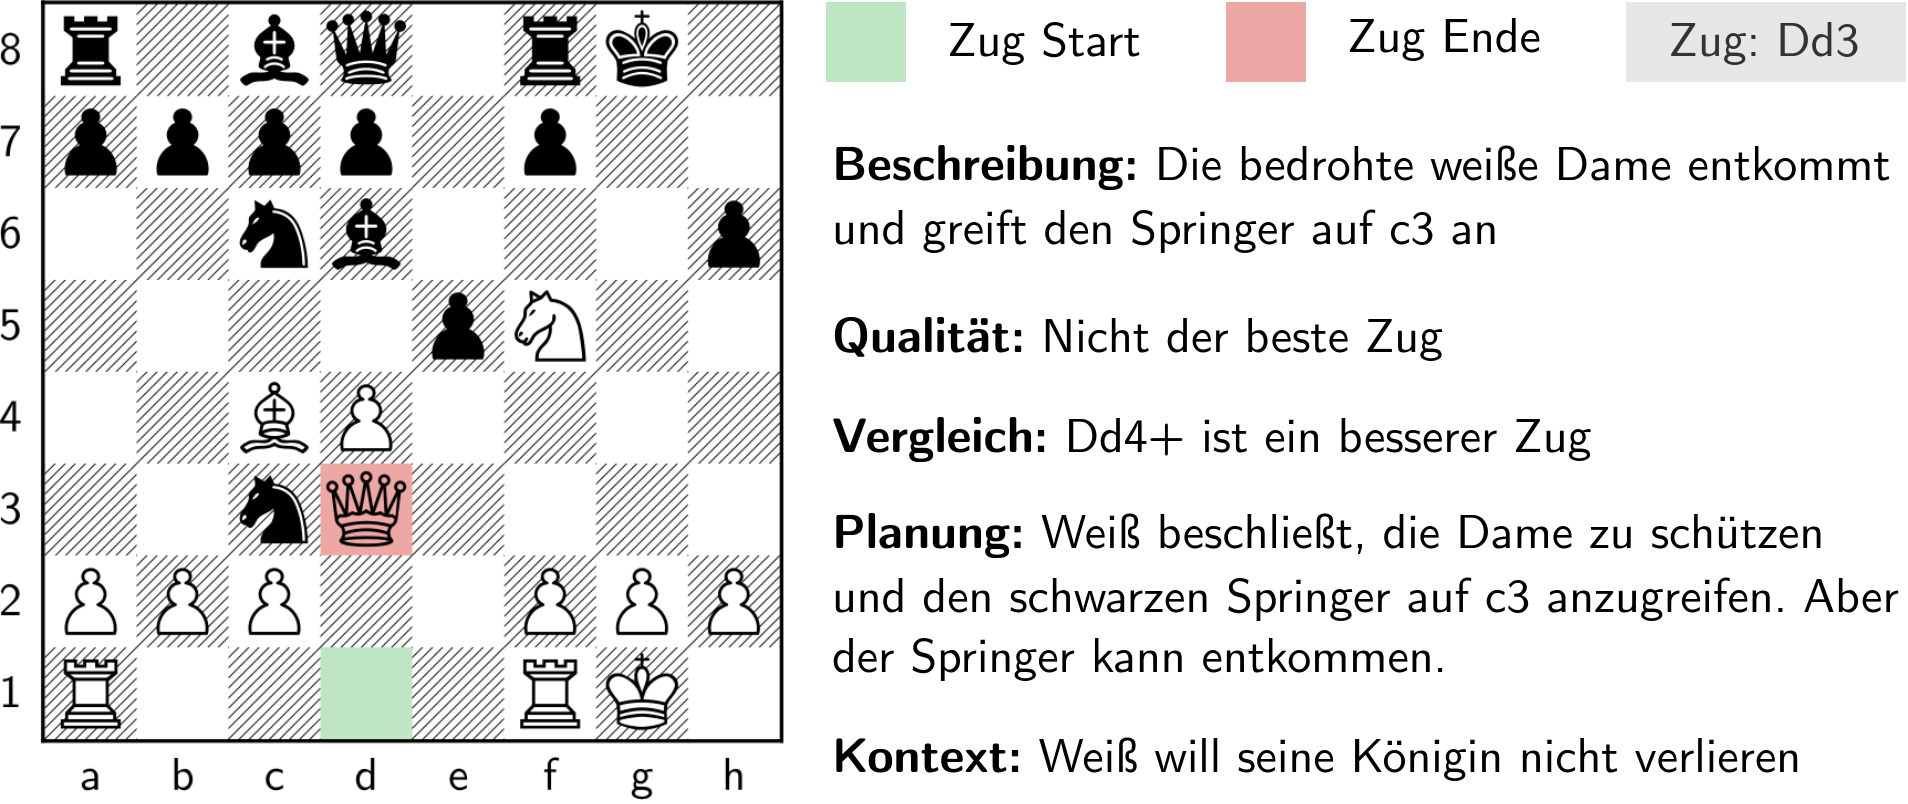 Zug Start Zug Ende Zug: Dd3
8
7
6
5
4
3
2
1
a b c d e f g h
Beschreibung: Die bedrohte weiße Dame entkommt
und greift den Springer auf c3 an
Qualität: Nicht der beste Zug
Vergleich: Dd4+ ist ein besserer Zug
Planung: Weiß beschließt, die Dame zu schützen
und den schwarzen Springer auf c3 anzugreifen. Aber
der Springer kann entkommen.
Kontext: Weiß will seine Königin nicht verlieren